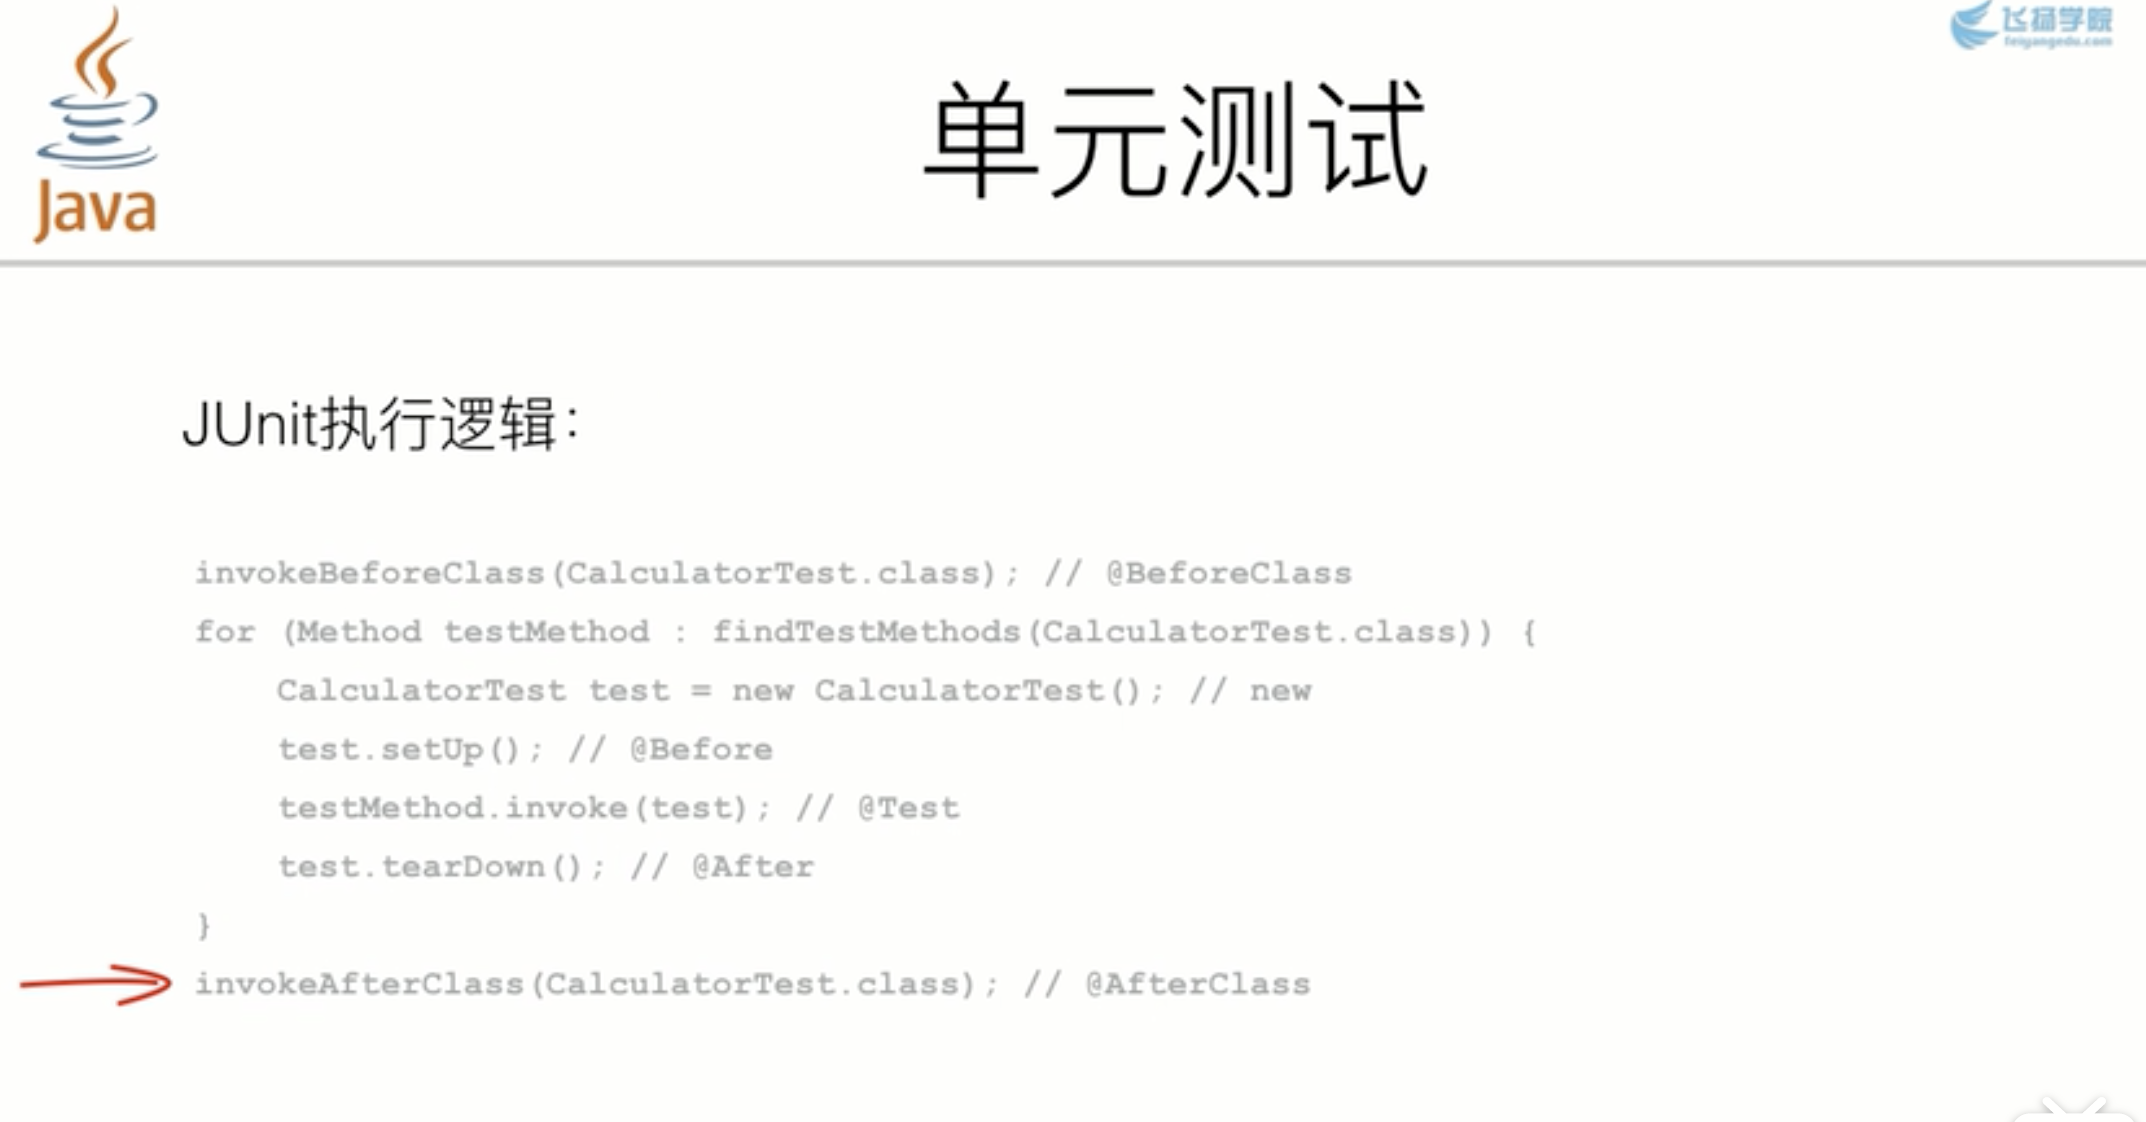 Java
飞扬学院
feiyangedu.com
单元测试
JUnit执行逻辑:
invokeBeforeClass(CalculatorTest.class); // @BeforeClass
for (Method testMethod : findTestMethods(CalculatorTest.class)) {
    CalculatorTest test = new CalculatorTest(); // new
    test.setUp(); // @Before
    testMethod.invoke(test); // @Test
    test.tearDown(); // @After
}
invokeAfterClass(CalculatorTest.class); // @AfterClass